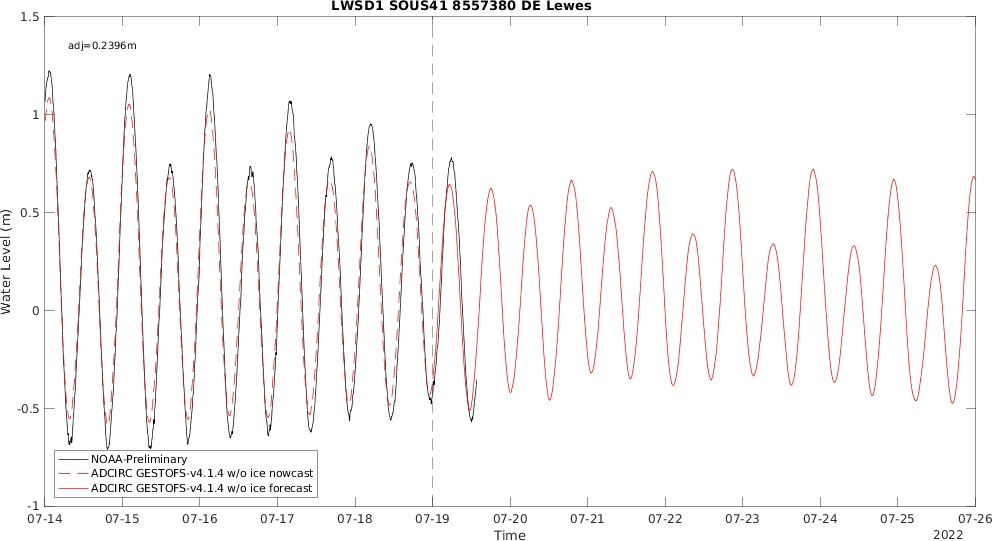 LWSD1 SOUS41 8557380 DE Lewes
adj=0.2396m
1.5
1
0.5
0
-0.5
-1
Water Level (m)
NOAA-Preliminary
ADCIRC GESTOFS-v4.1.4 w/o ice nowcast
ADCIRC GESTOFS-v4.1.4 w/o ice forecast
07-14 07-15 07-16 07-17 07-18 07-19 07-20 07-21 07-22 07-23 07-24 07-25 07-26
Time
2022